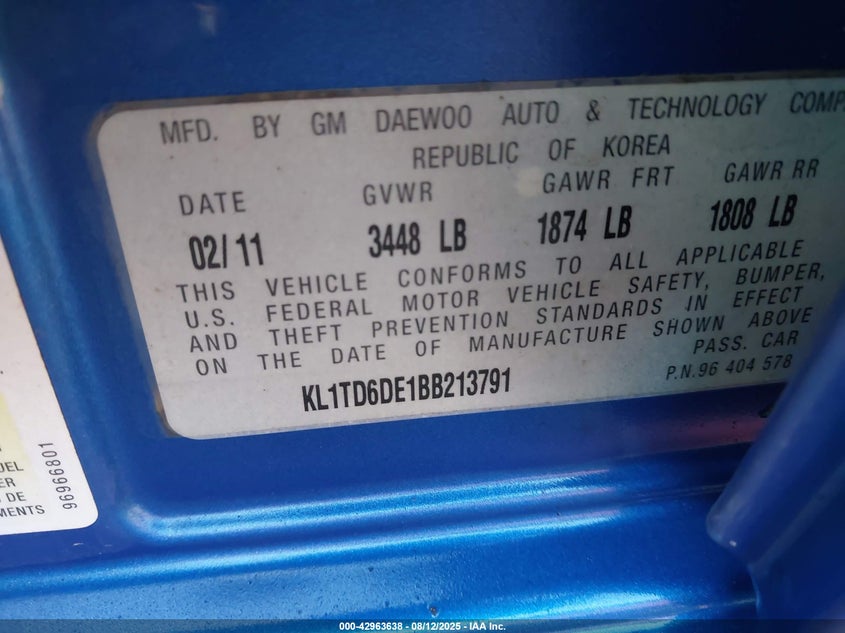 MFD. BY GM DAEWOO AUTO & TECHNOLOGY
REPUBLIC OF KOREA
DATE GVWR GAWR FRT GAWR RR
02/11 3448 LB 1874 LB 1808 LB
THIS VEHICLE CONFORMS TO ALL APPLICABLE
U.S. FEDERAL MOTOR VEHICLE SAFETY, BUMPER,
AND THEFT PREVENTION STANDARDS IN EFFECT
ON THE DATE OF MANUFACTURE SHOWN ABOVE
PASS. CAR
KL1TD6DE1BB213791
P.N.96 404 578
96966801
000-42963638 - 08/12/2025 - IAA Inc.